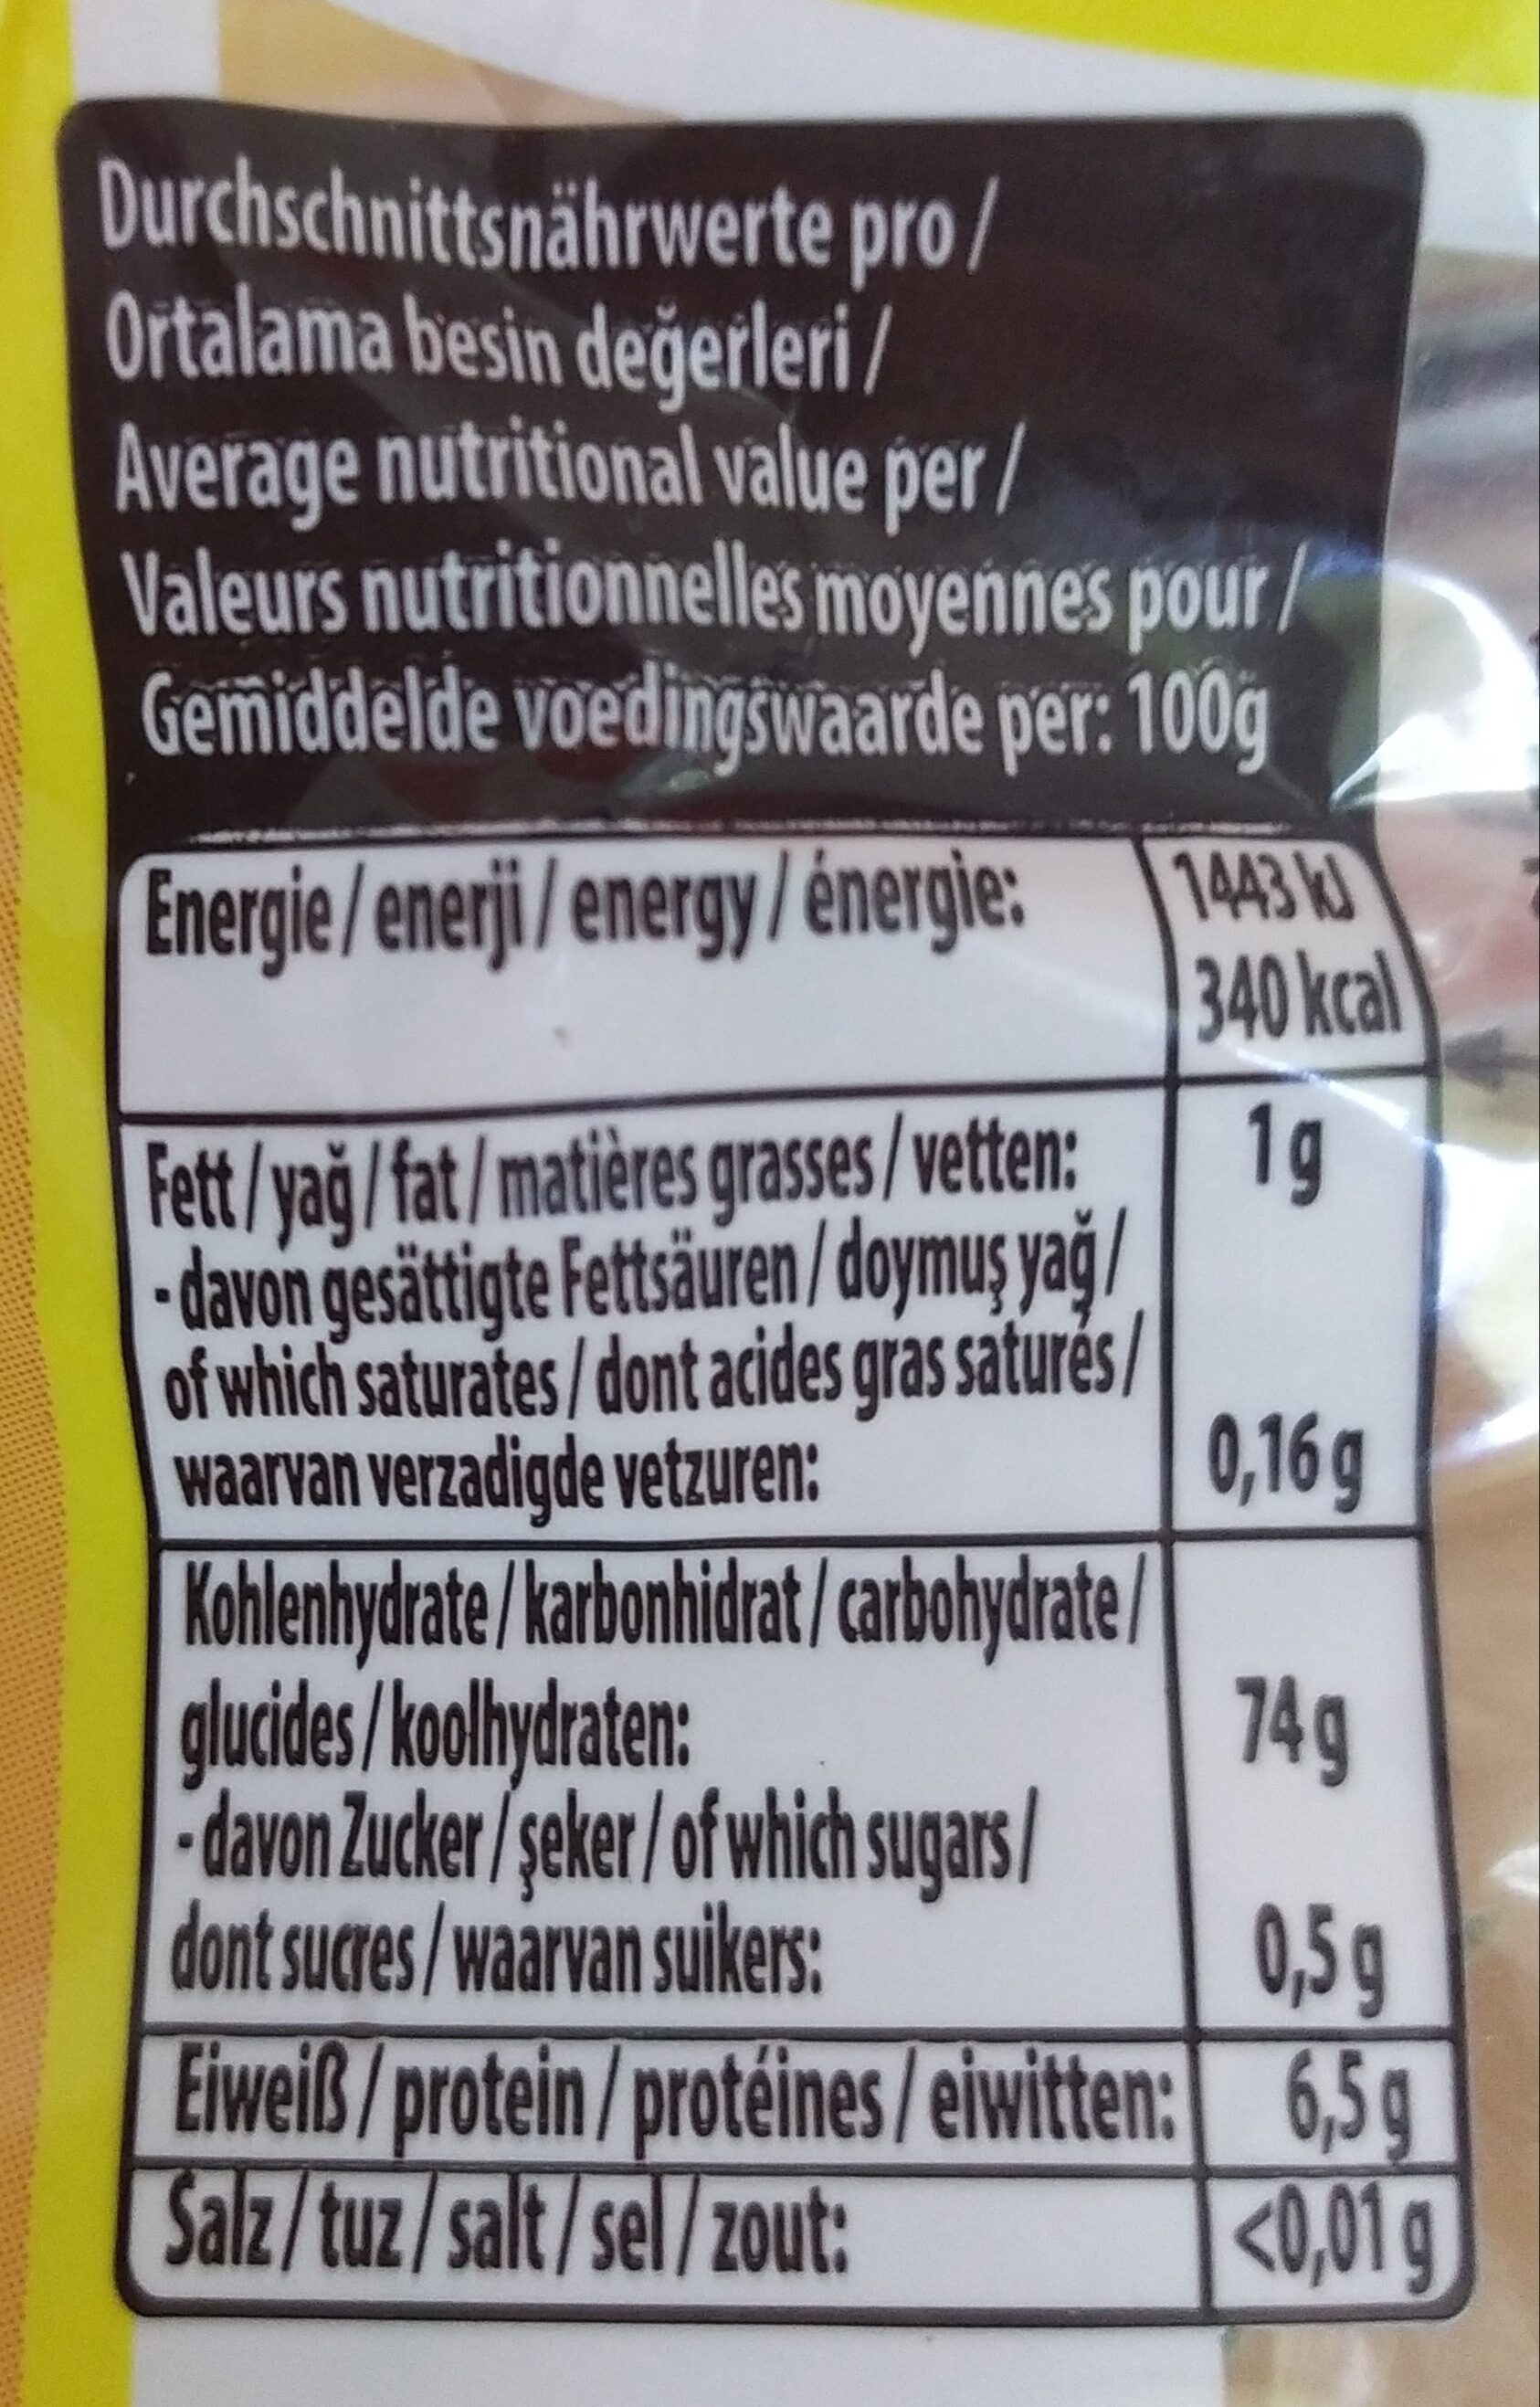 Durchschnittsnährwerte pro /
Ortalama besin değerleri /
Average nutritional value per /
Valeurs nutritionnelles moyennes pour /
Gemiddelde voedingswaarde per: 100g
Energie / enerji / energy / énergie: 1443 kJ
340 kcal
Fett / yağ / fat / matières grasses / vetten: 1 g
- davon gesättigte Fettsäuren / doymuş yağ /
of which saturates / dont acides gras saturés /
waarvan verzadigde vetzuren: 0,16 g
Kohlenhydrate / karbonhidrat / carbohydrate /
glucides / koolhydraten: 74 g
- davon Zucker / şeker / of which sugars /
dont sucres / waarvan suikers: 0,5 g
Eiweiß / protein / protéines / eiwitten: 6,5 g
Salz / tuz / salt / sel / zout: <0,01 g